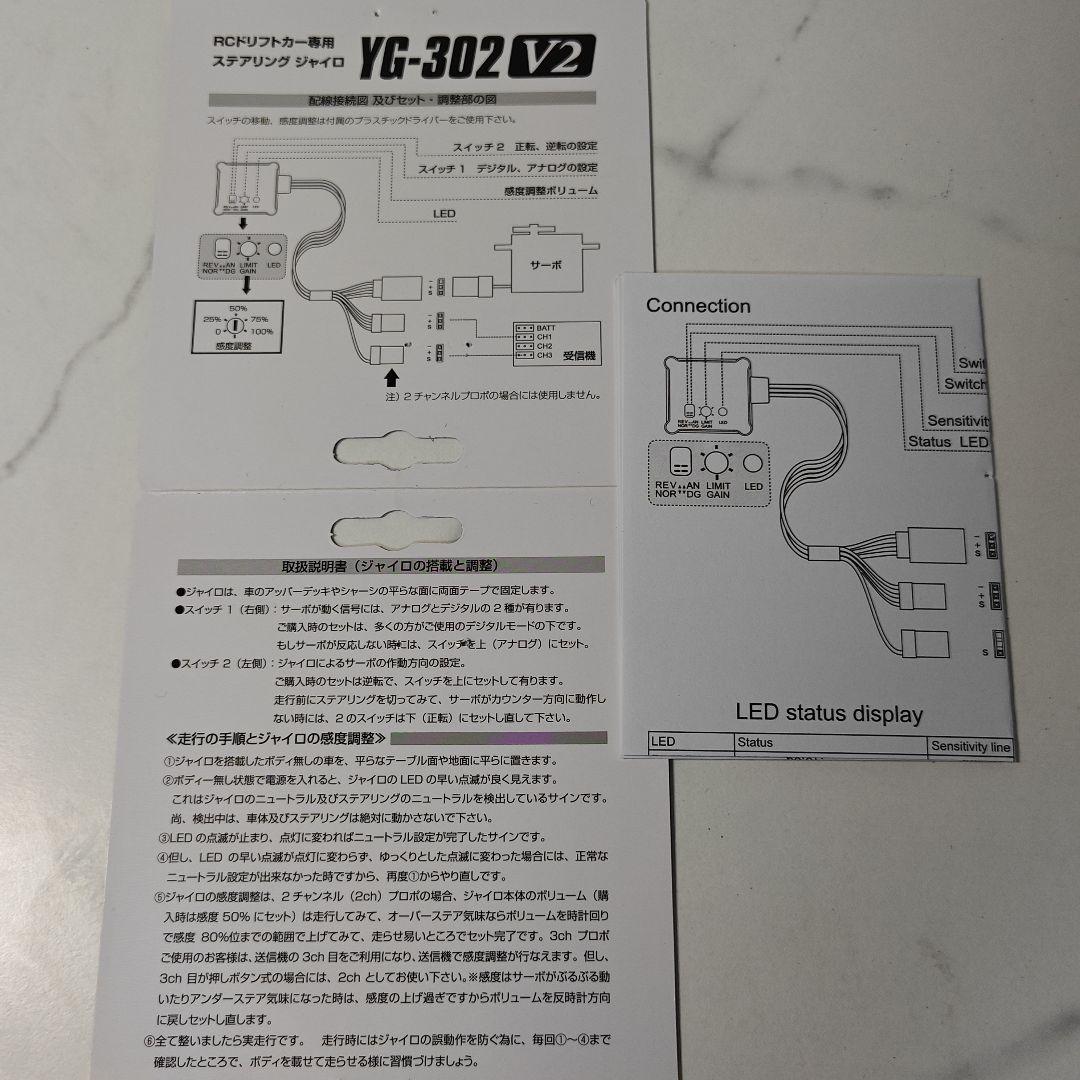 RCドリフトカー専用
ステアリング ジャイロ
YG-302 V2
配線接続図 及びセット・調整部の図
スイッチの移動、感度調整は付属のプラスチックドライバーをご使用下さい。
スイッチ2 正転、逆転の設定
スイッチ1 デジタル、アナログの設定
感度調整ボリューム
LED
サーボ
REV AN LIMIT LED
NOR DG GAIN
50%
25% 75%
0 100%
感度調整
- + S
- + S
- + S
BATT
CH1
CH2
CH3
受信機
注）2チャンネルプロポの場合には使用しません。
取扱説明書（ジャイロの搭載と調整）
●ジャイロは、車のアッパーデッキやシャーシの平らな面に両面テープで固定します。
●スイッチ 1（右側）：サーボが動く信号には、アナログとデジタルの2種が有ります。
ご購入時のセットは、多くの方がご使用のデジタルモードの下です。
もしサーボが反応しない時には、スイッチを上（アナログ）にセット。
●スイッチ 2（左側）：ジャイロによるサーボの作動方向の設定。
ご購入時のセットは逆転で、スイッチを上にセットして有ります。
走行前にステアリングを切ってみて、サーボがカウンター方向に動作し
ない時には、2のスイッチは下（正転）にセットし直して下さい。
≪走行の手順とジャイロの感度調整≫
①ジャイロを搭載したボディ無しの車を、平らなテーブル面や地面に平らに置きます。
②ボディー無し状態で電源を入れると、ジャイロの LED の早い点滅が良く見えます。
これはジャイロのニュートラル及びステアリングのニュートラルを検出しているサインです。
尚、検出中は、車体及びステアリングは絶対に動かさないで下さい。
③LED の点滅が止まり、点灯に変わればニュートラル設定が完了したサインです。
④但し、LED の早い点滅が点灯に変わらず、ゆっくりとした点滅に変わった場合には、正常な
ニュートラル設定が出来なかった時ですから、再度①からやり直しです。
⑤ジャイロの感度調整は、2チャンネル（2ch）プロポの場合、ジャイロ本体のボリューム（購
入時は感度 50% にセット）は走行してみて、オーバーステア気味ならボリュームを時計回り
で感度 80%位までの範囲で上げてみて、走らせ易いところでセット完了です。3ch プロポ
ご使用のお客様は、送信機の3ch 目をご利用になり、送信機で感度調整が行なえます。但し、
3ch 目が押しボタン式の場合には、2ch としてお使い下さい。※感度はサーボがぶるぶる動
いたりアンダーステア気味になった時は、感度の上げ過ぎですからボリュームを反時計方向
に戻しセットし直します。
⑥全て整いましたら実走行です。 走行時にはジャイロの誤動作を防ぐ為に、毎回①～④まで
確認したところで、ボディを載せて走らせる様に習慣づけましょう。
Connection
Swit
Switch
Sensitivit
Status LED
REV AN LIMIT LED
NOR DG GAIN
REV AN LIMIT LED
NOR DG GAIN
- + S
- + S
S
LED status display
LED Status Sensitivity line